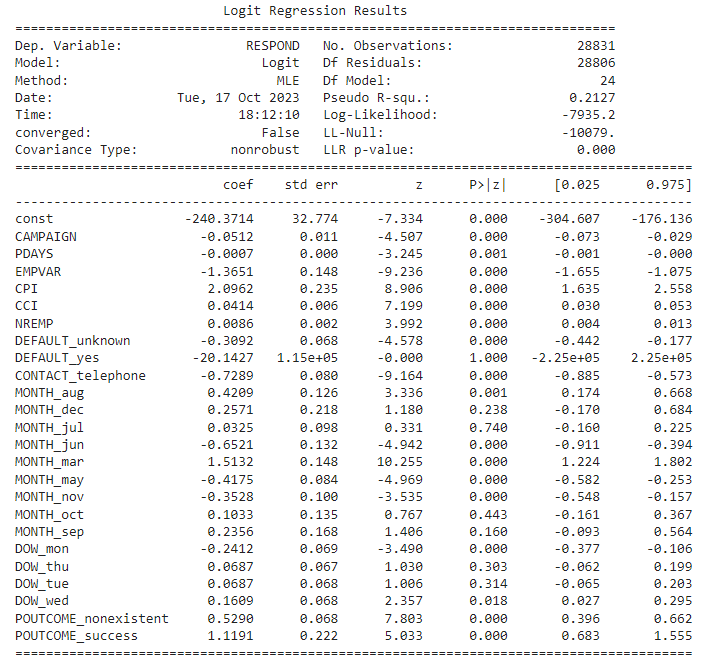 Logit Regression Results
==============================================================================
Dep. Variable: RESPOND No. Observations: 28831
Model: Logit Df Residuals: 28806
Method: MLE Df Model: 24
Date: Tue, 17 Oct 2023 Pseudo R-squ.: 0.2127
Time: 18:12:10 Log-Likelihood: -7935.2
converged: False LL-Null: -10079.
Covariance Type: nonrobust LLR p-value: 0.000
========================================================================================
coef std err z P>|z| [0.025 0.975]
----------------------------------------------------------------------------------------
const -240.3714 32.774 -7.334 0.000 -304.607 -176.136
CAMPAIGN -0.0512 0.011 -4.507 0.000 -0.073 -0.029
PDAYS -0.0007 0.000 -3.245 0.001 -0.001 -0.000
EMPVAR -1.3651 0.148 -9.236 0.000 -1.655 -1.075
CPI 2.0962 0.235 8.906 0.000 1.635 2.558
CCI 0.0414 0.006 7.199 0.000 0.030 0.053
NREMP 0.0086 0.002 3.992 0.000 0.004 0.013
DEFAULT_unknown -0.3092 0.068 -4.578 0.000 -0.442 -0.177
DEFAULT_yes -20.1427 1.15e+05 -0.000 1.000 -2.25e+05 2.25e+05
CONTACT_telephone -0.7289 0.080 -9.164 0.000 -0.885 -0.573
MONTH_aug 0.4209 0.126 3.336 0.001 0.174 0.668
MONTH_dec 0.2571 0.218 1.180 0.238 -0.170 0.684
MONTH_jul 0.0325 0.098 0.331 0.740 -0.160 0.225
MONTH_jun -0.6521 0.132 -4.942 0.000 -0.911 -0.394
MONTH_mar 1.5132 0.148 10.255 0.000 1.224 1.802
MONTH_may -0.4175 0.084 -4.969 0.000 -0.582 -0.253
MONTH_nov -0.3528 0.100 -3.535 0.000 -0.548 -0.157
MONTH_oct 0.1033 0.135 0.767 0.443 -0.161 0.367
MONTH_sep 0.2356 0.168 1.406 0.160 -0.093 0.564
DOW_mon -0.2412 0.069 -3.490 0.000 -0.377 -0.106
DOW_thu 0.0687 0.067 1.030 0.303 -0.062 0.199
DOW_tue 0.0687 0.068 1.006 0.314 -0.065 0.203
DOW_wed 0.1609 0.068 2.357 0.018 0.027 0.295
POUTCOME_nonexistent 0.5290 0.068 7.803 0.000 0.396 0.662
POUTCOME_success 1.1191 0.222 5.033 0.000 0.683 1.555
========================================================================================